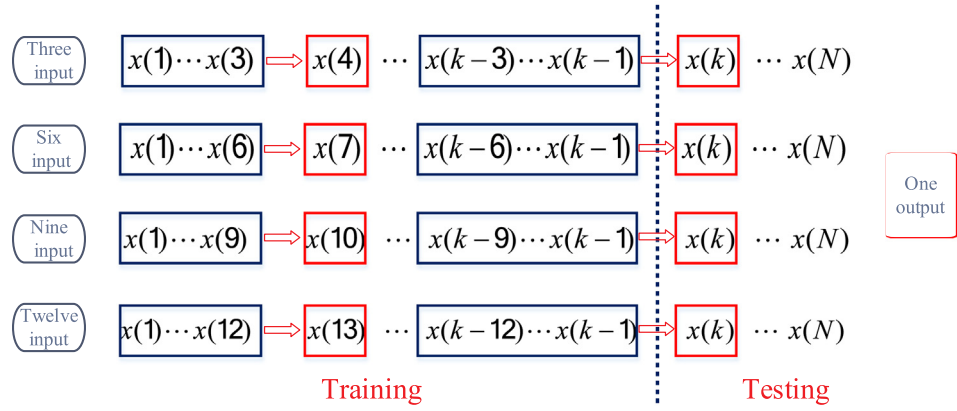 Three input
x(1)⋯x(3) x(4) ⋯ x(k−3)⋯x(k−1) x(k) ⋯ x(N)
Six input
x(1)⋯x(6) x(7) ⋯ x(k−6)⋯x(k−1) x(k) ⋯ x(N)
One output
Nine input
x(1)⋯x(9) x(10) ⋯ x(k−9)⋯x(k−1) x(k) ⋯ x(N)
Twelve input
x(1)⋯x(12) x(13) ⋯ x(k−12)⋯x(k−1) x(k) ⋯ x(N)
Training Testing